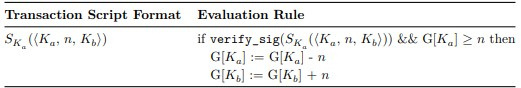 Transaction Script Format Evaluation Rule
S_{K_a}(⟨K_a, n, K_b⟩) if verify_sig(S_{K_a}(⟨K_a, n, K_b⟩)) && G[K_a] ≥ n then
G[K_a] := G[K_a] - n
G[K_b] := G[K_b] + n